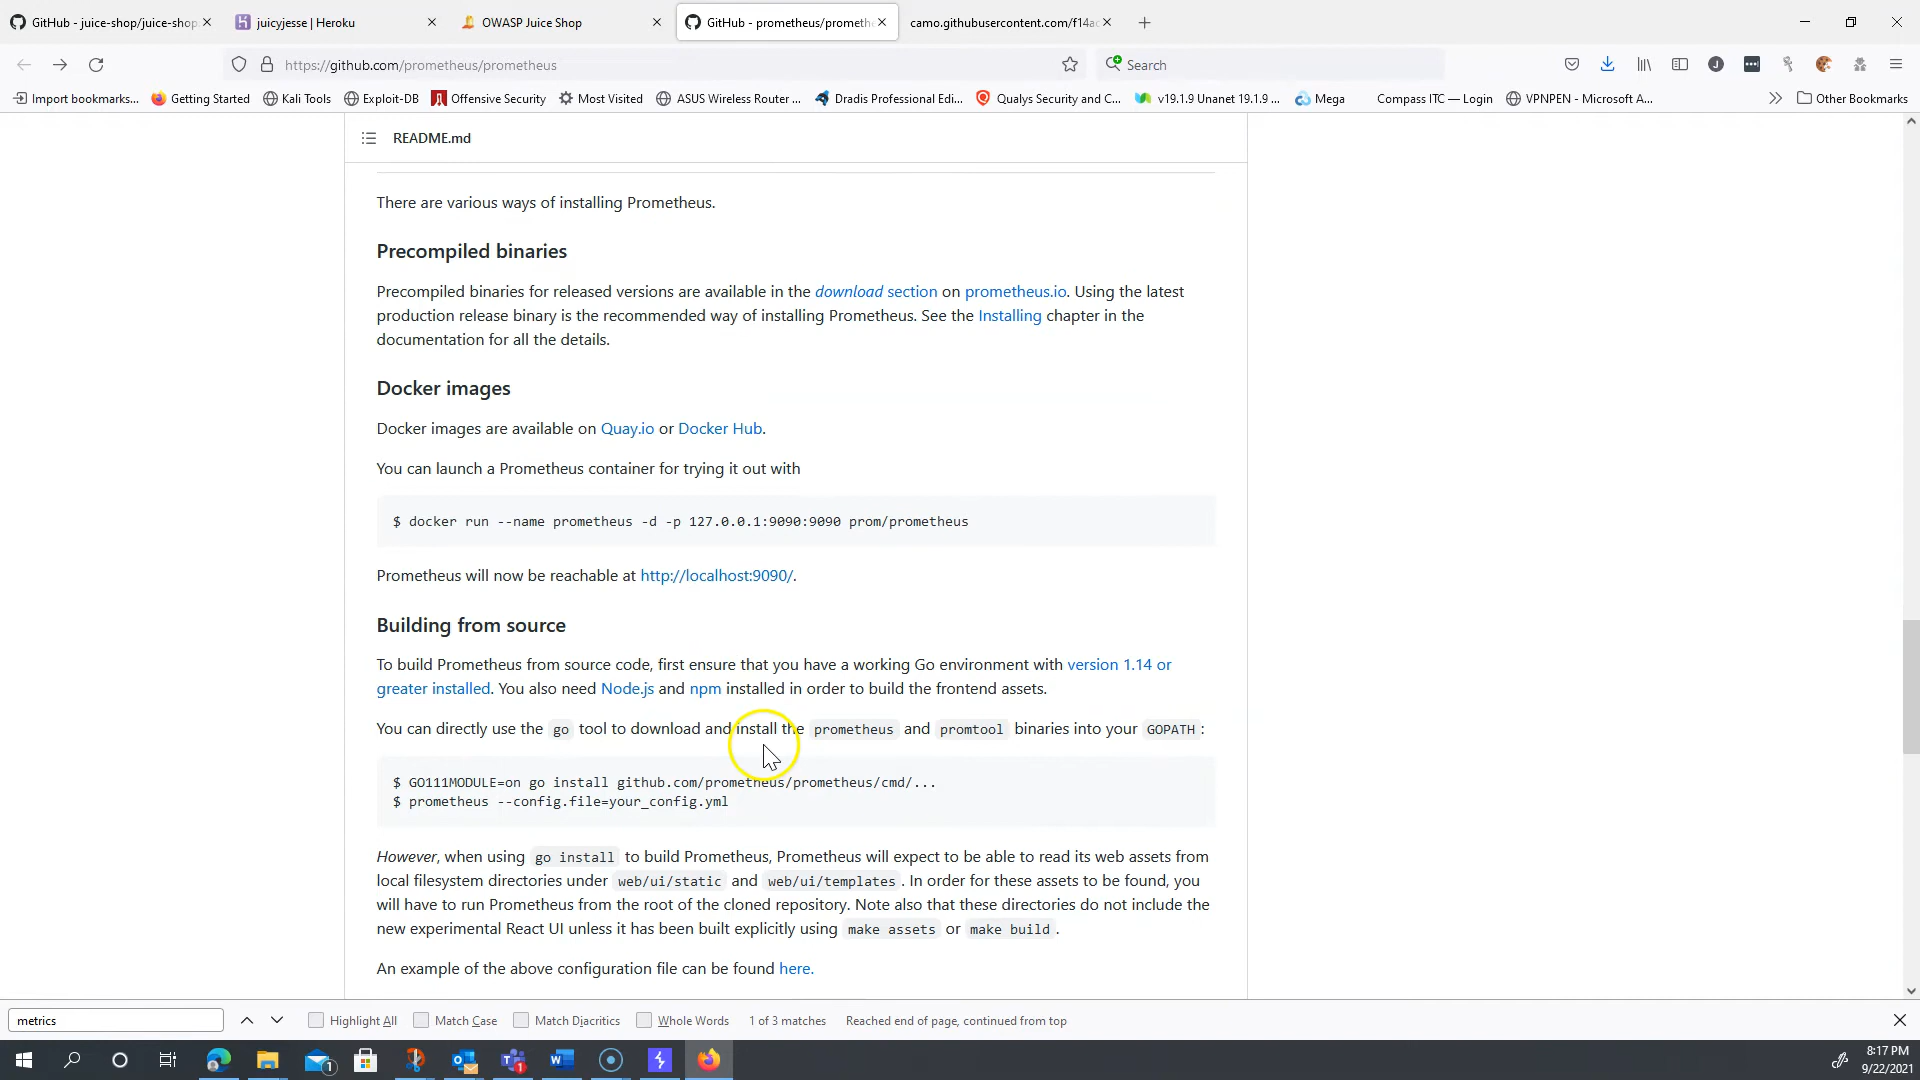 GitHub - juice-shop/juice-shop:
juicyjesse | Heroku
OWASP Juice Shop
GitHub - prometheus/prometh
camo.githubusercontent.com/f14a
https://github.com/prometheus/prometheus
Search
Import bookmarks...
Getting Started
Kali Tools
Exploit-DB
Offensive Security
Most Visited
ASUS Wireless Router ...
Dradis Professional Edi...
Qualys Security and C...
v19.1.9 Unanet 19.1.9 ...
Mega
Compass ITC — Login
VPNPEN - Microsoft A...
Other Bookmarks
README.md
There are various ways of installing Prometheus.
Precompiled binaries
Precompiled binaries for released versions are available in the download section on prometheus.io. Using the latest
production release binary is the recommended way of installing Prometheus. See the Installing chapter in the
documentation for all the details.
Docker images
Docker images are available on Quay.io or Docker Hub.
You can launch a Prometheus container for trying it out with
$ docker run --name prometheus -d -p 127.0.0.1:9090:9090 prom/prometheus
Prometheus will now be reachable at http://localhost:9090/.
Building from source
To build Prometheus from source code, first ensure that you have a working Go environment with version 1.14 or
greater installed. You also need Node.js and npm installed in order to build the frontend assets.
You can directly use the go tool to download and install the prometheus and promtool binaries into your GOPATH:
$ GO111MODULE=on go install github.com/prometheus/prometheus/cmd/...
$ prometheus --config.file=your_config.yml
However, when using go install to build Prometheus, Prometheus will expect to be able to read its web assets from
local filesystem directories under web/ui/static and web/ui/templates. In order for these assets to be found, you
will have to run Prometheus from the root of the cloned repository. Note also that these directories do not include the
new experimental React UI unless it has been built explicitly using make assets or make build.
An example of the above configuration file can be found here.
metrics
Highlight All
Match Case
Match Diacritics
Whole Words
1 of 3 matches
Reached end of page, continued from top
8:17 PM
9/22/2021